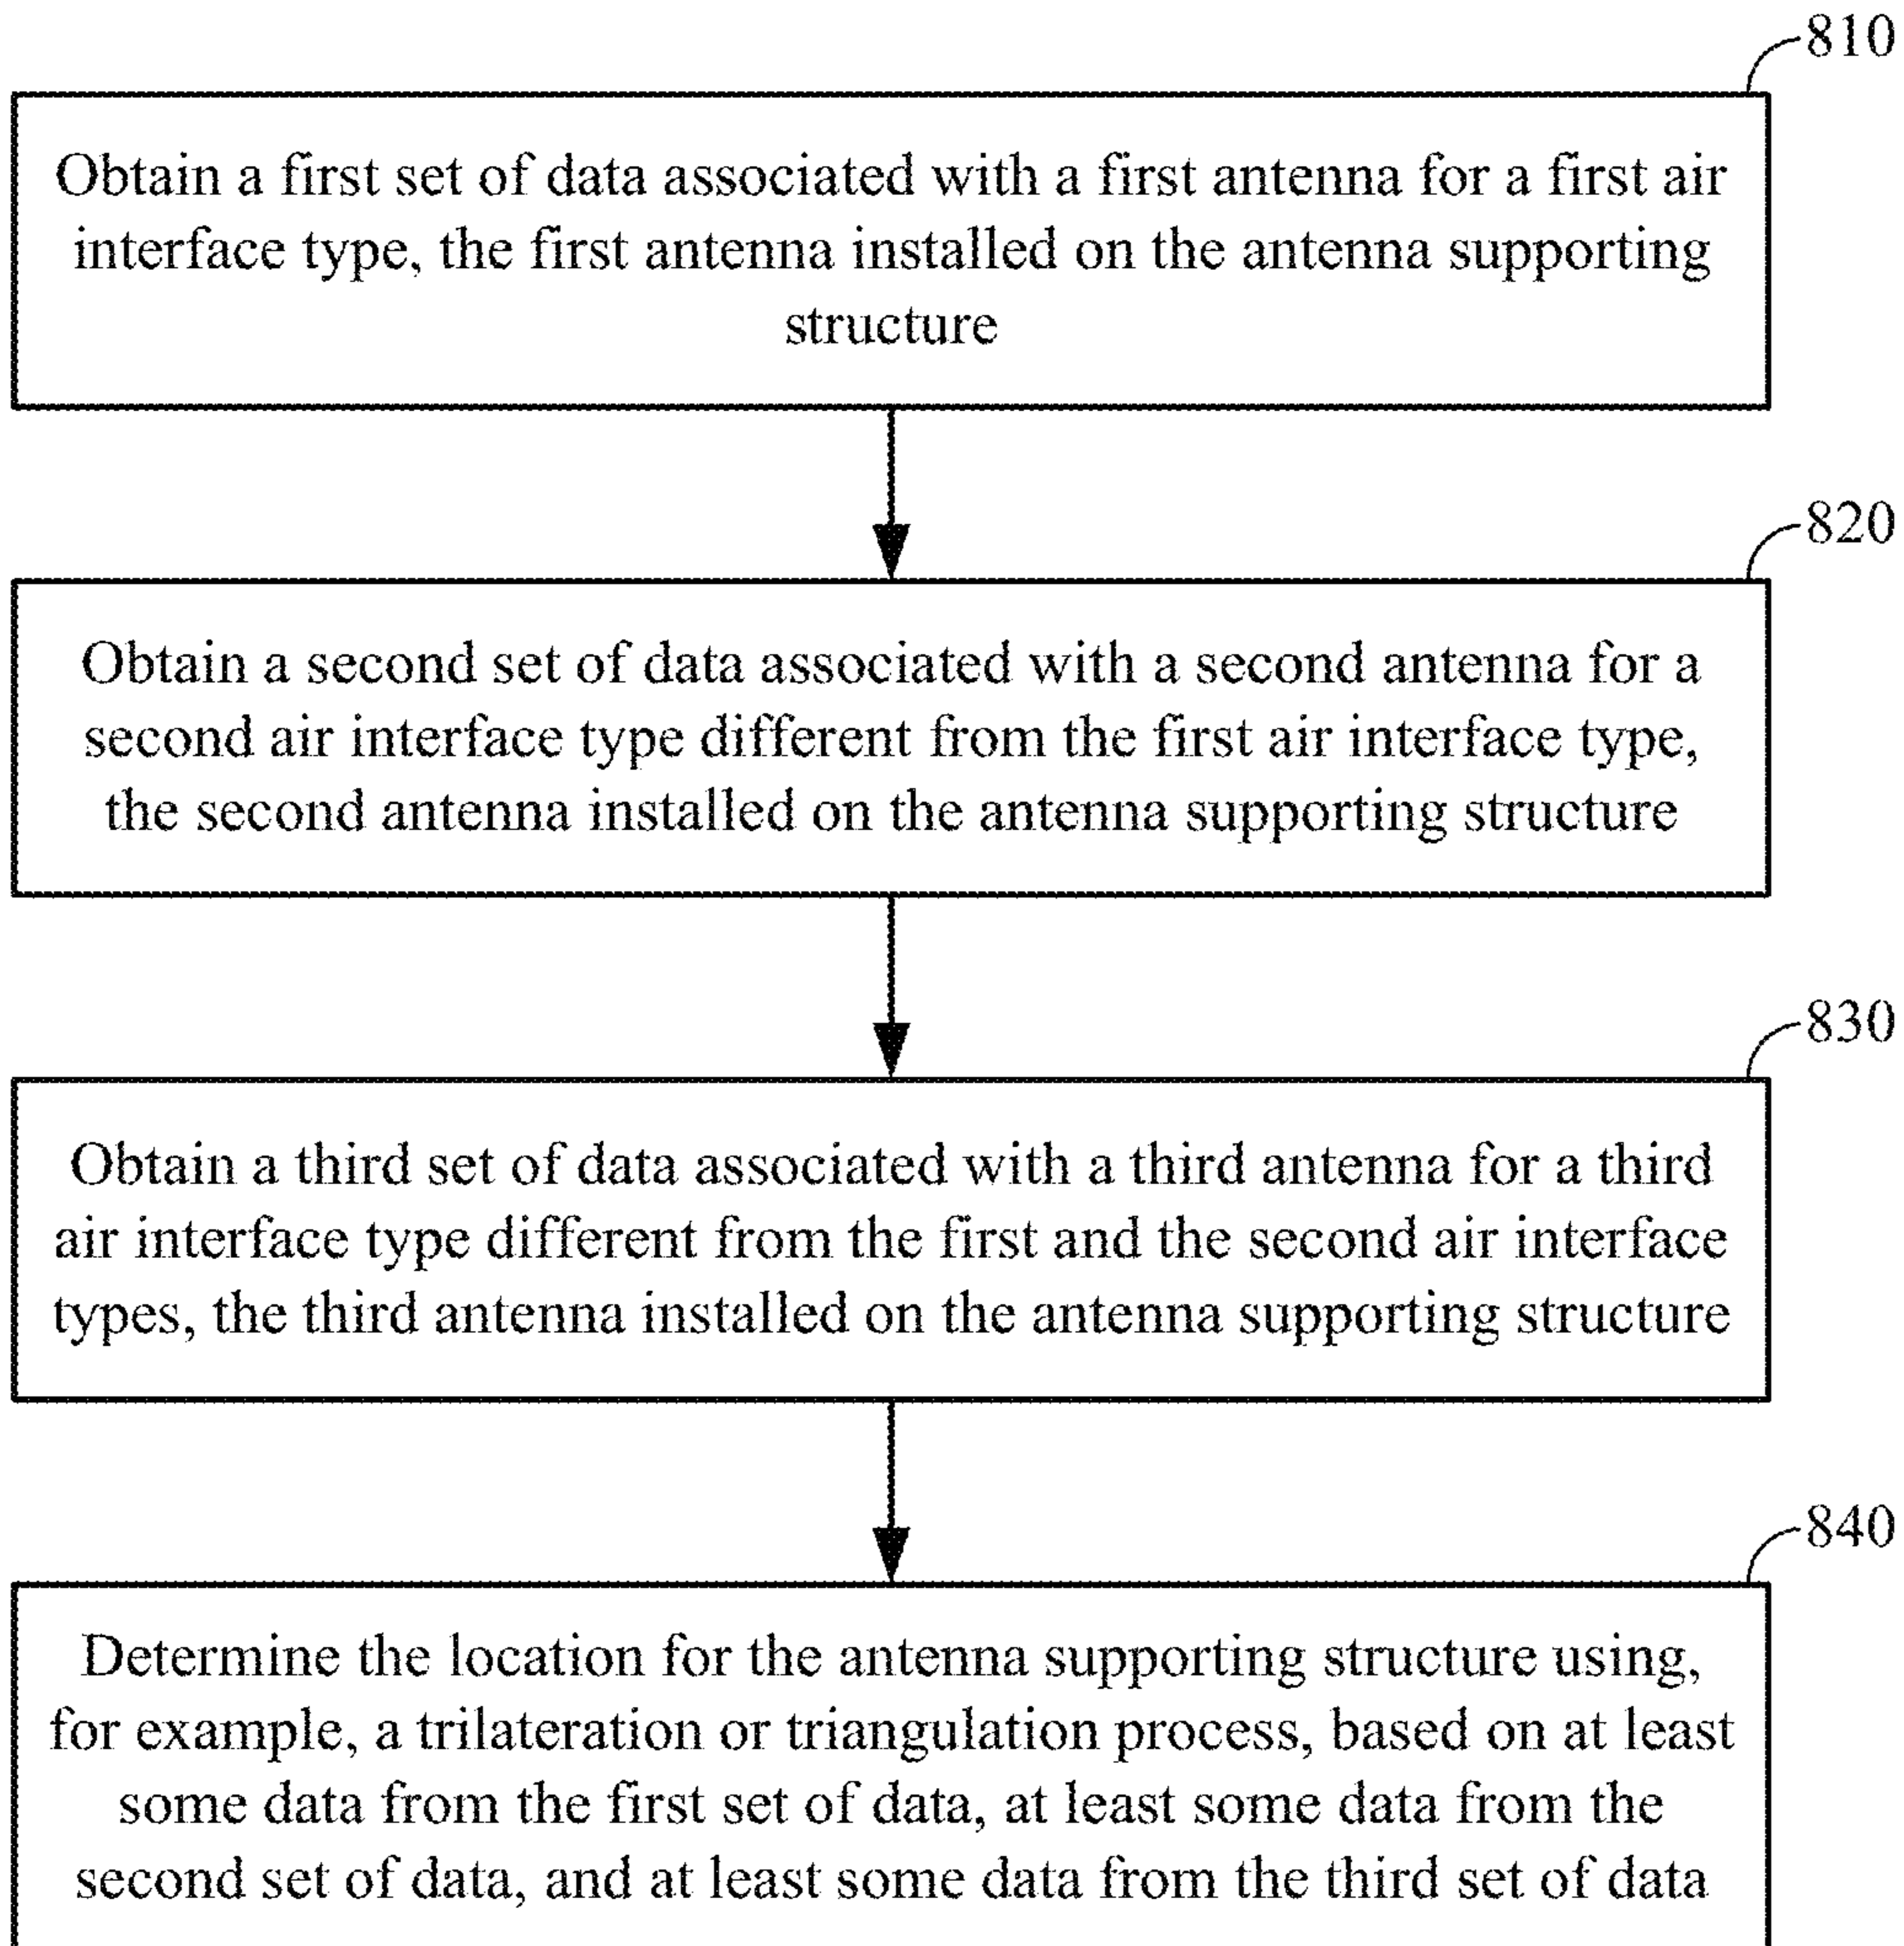 810
Obtain a first set of data associated with a first antenna for a first air
interface type, the first antenna installed on the antenna supporting
structure
820
Obtain a second set of data associated with a second antenna for a
second air interface type different from the first air interface type,
the second antenna installed on the antenna supporting structure
830
Obtain a third set of data associated with a third antenna for a third
air interface type different from the first and the second air interface
types, the third antenna installed on the antenna supporting structure
840
Determine the location for the antenna supporting structure using,
for example, a trilateration or triangulation process, based on at least
some data from the first set of data, at least some data from the
second set of data, and at least some data from the third set of data